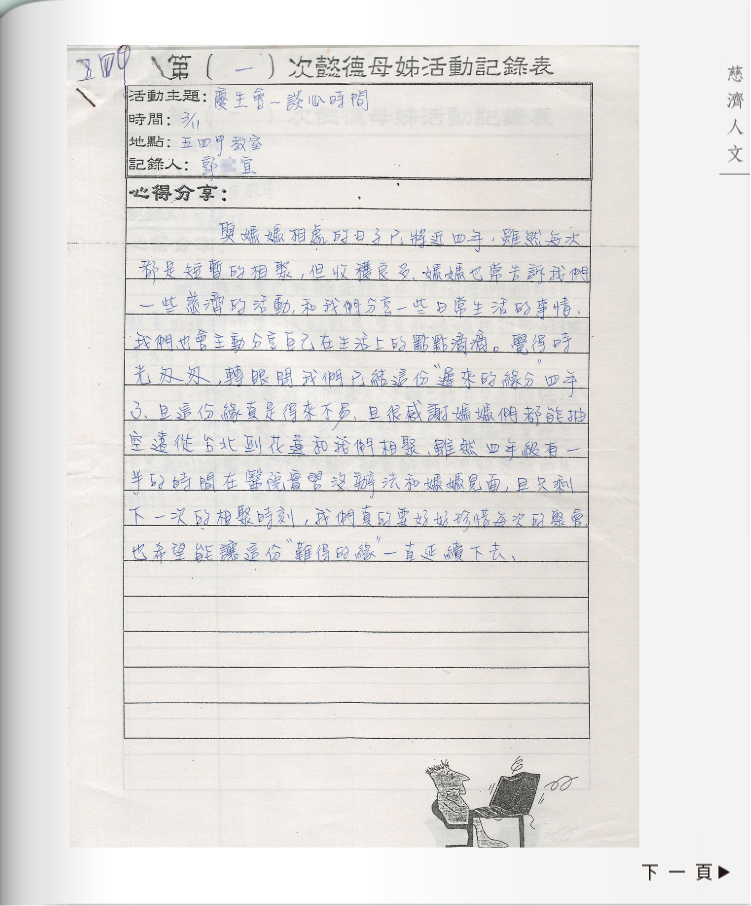 五四甲
第(一)次懿德母姊活動記錄表
活動主題:慶生會-談心時間
時間:3/11
地點:五四甲教室
記錄人:郭 宜
心得分享:
與媽媽相處的日子已將近四年,雖然每次
都是短暫的相聚,但收穫良多、媽媽也常告訴我們
一些慈濟的活動,和我們分享一些日常生活的事情、
我們也會主動分享自己在生活上的點點滴滴。覺得時
光匆匆,轉眼間我們已結這份"遲來的緣分"四年
了、且這份緣真是得來不易、且很感謝媽媽們都能抽
空遠從台北到花蓮和我們相聚,雖然四年級有一
半的時間在醫院實習沒辦法和媽媽見面,且只剩
下一次的相聚時刻,我們真的要好好珍惜每次的聚會,
也希望能讓這份"難得的緣"一直延續下去、
慈濟人文
下一頁▶